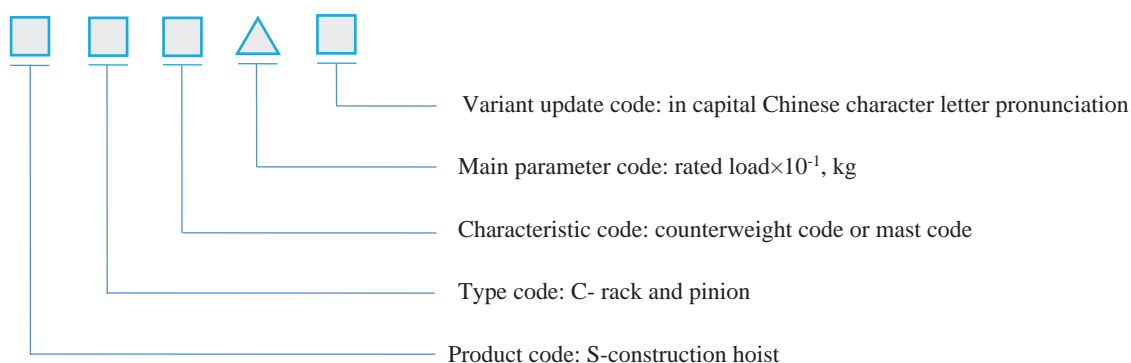 Variant update code: in capital Chinese character letter pronunciation
Main parameter code: rated load×10⁻¹, kg
Characteristic code: counterweight code or mast code
Type code: C- rack and pinion
Product code: S-construction hoist